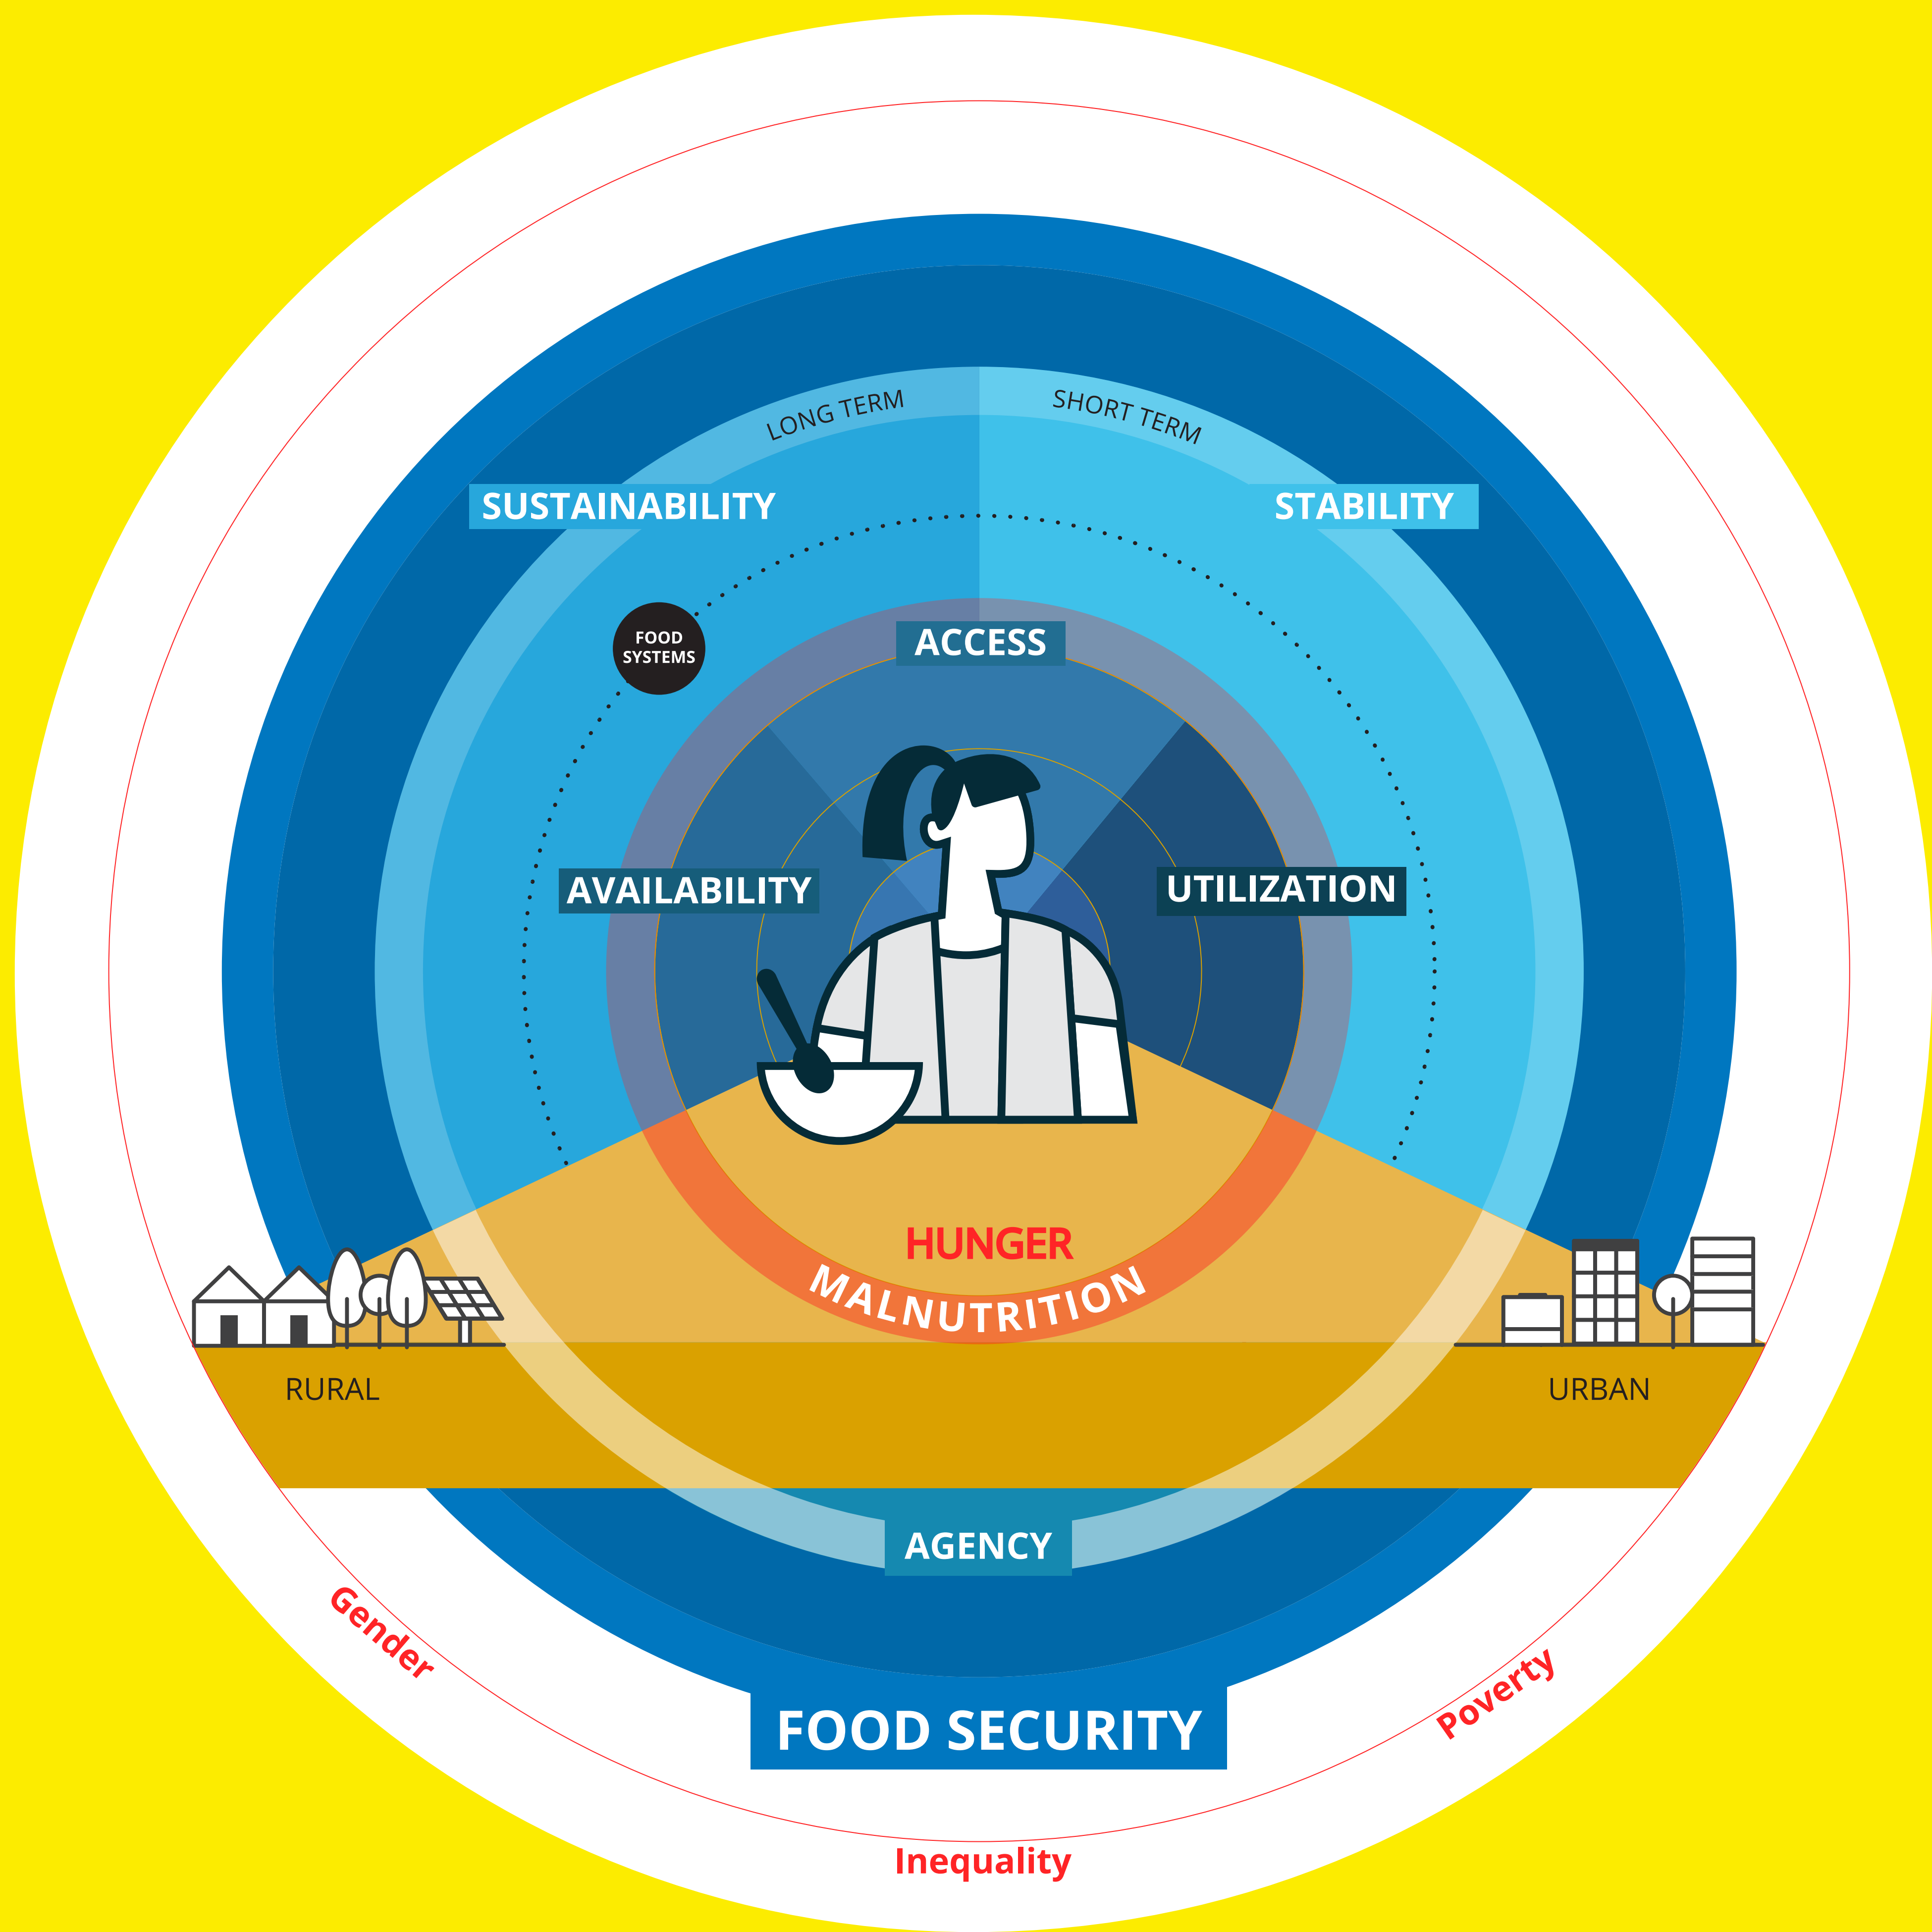 LONG TERM
SHORT TERM
SUSTAINABILITY
STABILITY
FOOD
SYSTEMS
ACCESS
AVAILABILITY
UTILIZATION
HUNGER
MALNUTRITION
RURAL
URBAN
AGENCY
Gender
Poverty
FOOD SECURITY
Inequality